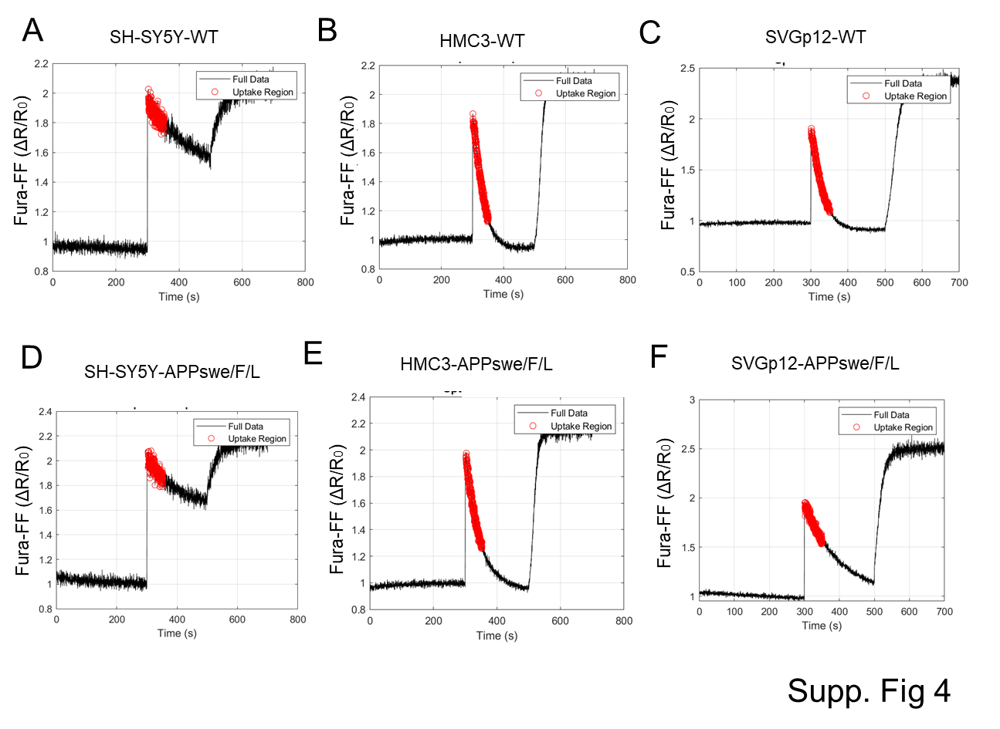 A
SH-SY5Y-WT
Fura-FF (ΔR/R0)
2.2
2
1.8
1.6
1.4
1.2
1
0.8
0
200
400
600
800
Time (s)
Full Data
Uptake Region
B
HMC3-WT
Fura-FF (ΔR/R0)
2.2
2
1.8
1.6
1.4
1.2
1
0.8
0
200
400
600
800
Time (s)
Full Data
Uptake Region
C
SVGp12-WT
Fura-FF (ΔR/R0)
2.5
2
1.5
1
0.5
0
100
200
300
400
500
600
700
Time (s)
Full Data
Uptake Region
D
SH-SY5Y-APPswe/F/L
Fura-FF (ΔR/R0)
2.4
2.2
2
1.8
1.6
1.4
1.2
1
0.8
0
200
400
600
800
Time (s)
Full Data
Uptake Region
E
HMC3-APPswe/F/L
Fura-FF (ΔR/R0)
2.4
2.2
2
1.8
1.6
1.4
1.2
1
0.8
0
200
400
600
800
Time (s)
Full Data
Uptake Region
F
SVGp12-APPswe/F/L
Fura-FF (ΔR/R0)
3
2.5
2
1.5
1
0
100
200
300
400
500
600
700
Time (s)
Full Data
Uptake Region
Supp. Fig 4